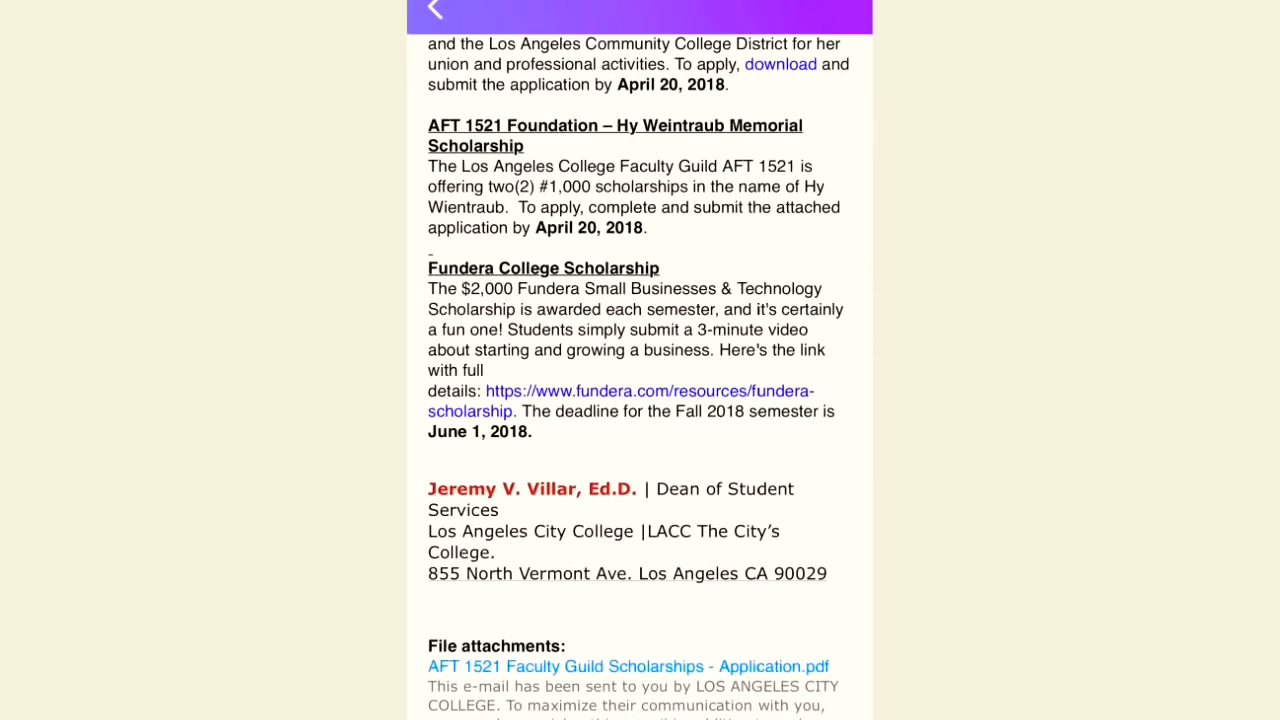 and the Los Angeles Community College District for her
union and professional activities. To apply, download and
submit the application by April 20, 2018.
AFT 1521 Foundation – Hy Weintraub Memorial
Scholarship
The Los Angeles College Faculty Guild AFT 1521 is
offering two(2) #1,000 scholarships in the name of Hy
Wientraub.  To apply, complete and submit the attached
application by April 20, 2018.
Fundera College Scholarship
The $2,000 Fundera Small Businesses & Technology
Scholarship is awarded each semester, and it's certainly
a fun one! Students simply submit a 3-minute video
about starting and growing a business. Here's the link
with full
details: https://www.fundera.com/resources/fundera-
scholarship. The deadline for the Fall 2018 semester is
June 1, 2018.
Jeremy V. Villar, Ed.D. | Dean of Student
Services
Los Angeles City College |LACC The City’s
College.
855 North Vermont Ave. Los Angeles CA 90029
File attachments:
AFT 1521 Faculty Guild Scholarships - Application.pdf
This e-mail has been sent to you by LOS ANGELES CITY
COLLEGE. To maximize their communication with you,